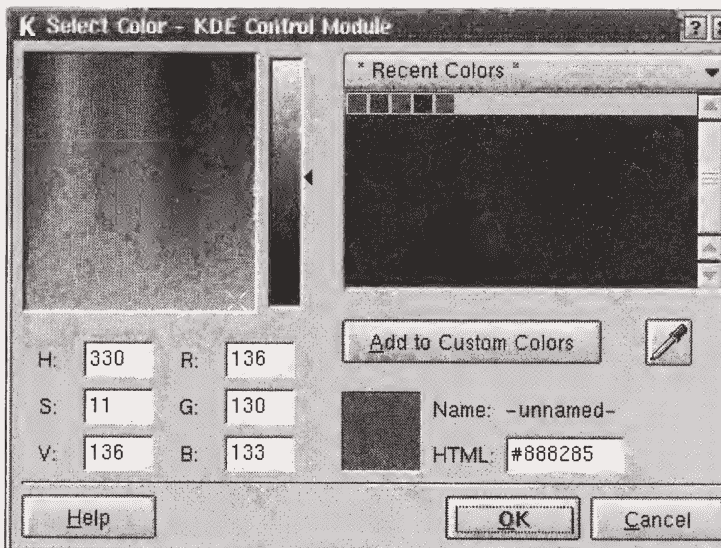 K Select Color - KDE Control Module ?
* Recent Colors *
Add to Custom Colors
H: 330 R: 136
S: 11 G: 130
V: 136 B: 133
Name: -unnamed-
HTML: #888285
Help OK Cancel